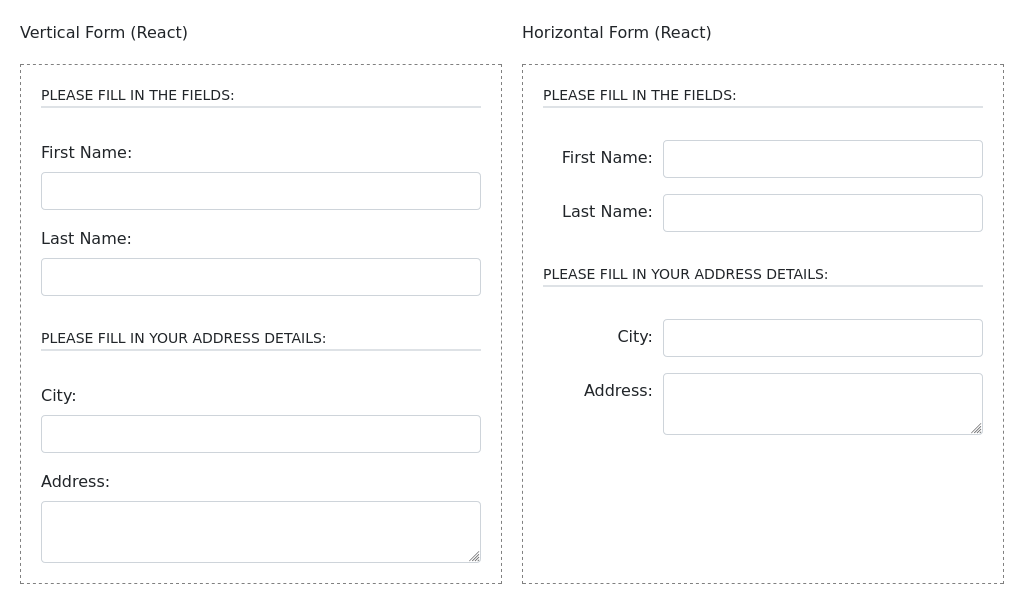 Vertical Form (React)
PLEASE FILL IN THE FIELDS:
First Name:
Last Name:
PLEASE FILL IN YOUR ADDRESS DETAILS:
City:
Address:
Horizontal Form (React)
PLEASE FILL IN THE FIELDS:
First Name:
Last Name:
PLEASE FILL IN YOUR ADDRESS DETAILS:
City:
Address: